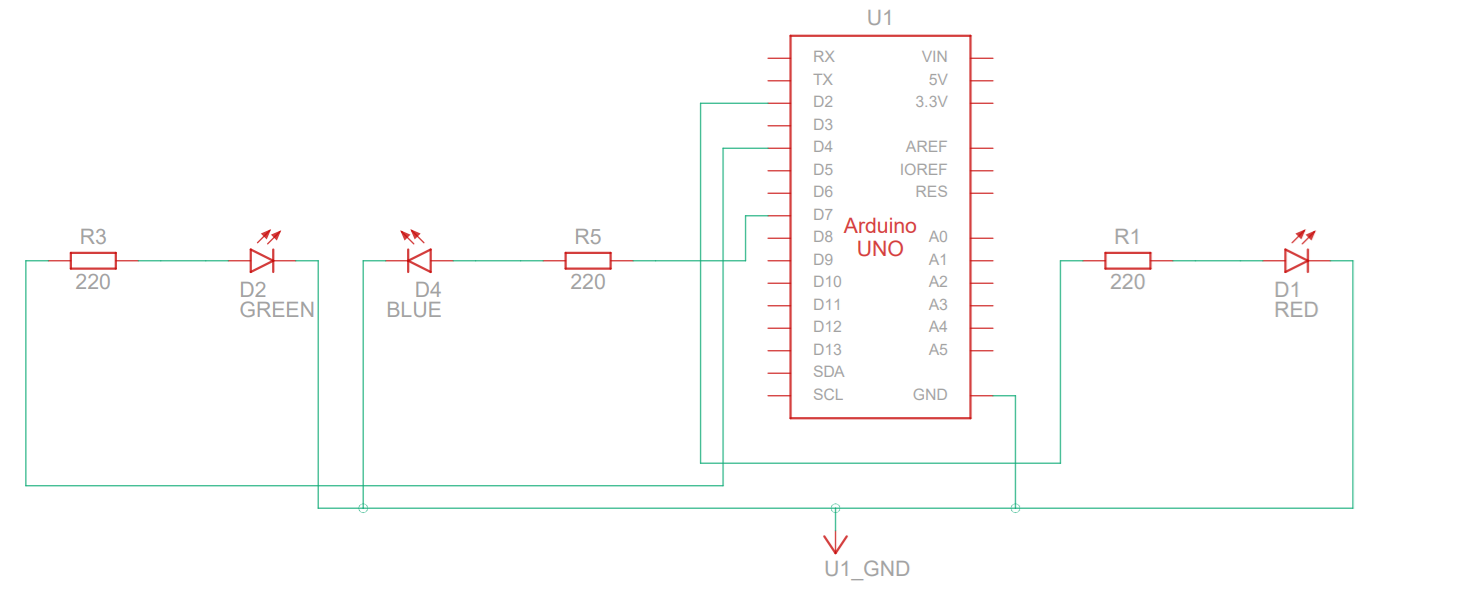 U1
RX VIN
TX 5V
D2 3.3V
D3
D4 AREF
D5 IOREF
D6 RES
D7
Arduino
UNO
D8 A0
D9 A1
D10 A2
D11 A3
D12 A4
D13 A5
SDA
SCL GND
R3
220
D2
GREEN
D4
BLUE
R5
220
R1
220
D1
RED
U1_GND